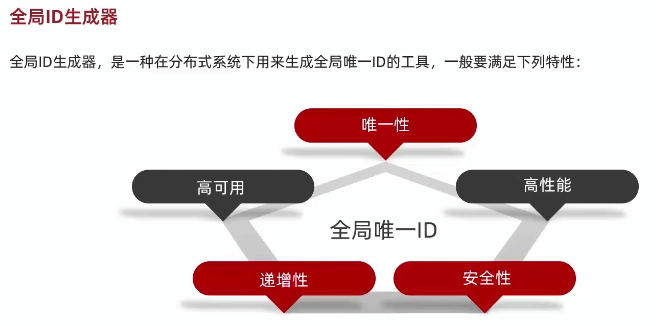 全局ID生成器
全局ID生成器，是一种在分布式系统下用来生成全局唯一ID的工具，一般要满足下列特性：
唯一性
高可用
高性能
全局唯一ID
递增性
安全性